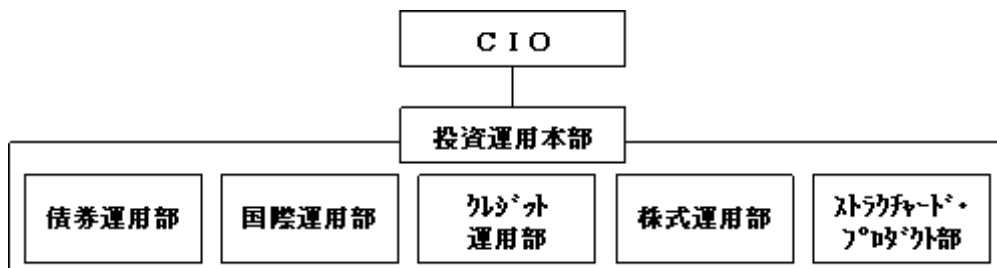 ＣＩＯ
投資運用本部
債券運用部
国際運用部
ｸﾚｼﾞｯﾄ
運用部
株式運用部
ｽﾄﾗｸﾁｬｰﾄﾞ・
ﾌﾟﾛﾀﾞｸﾄ部